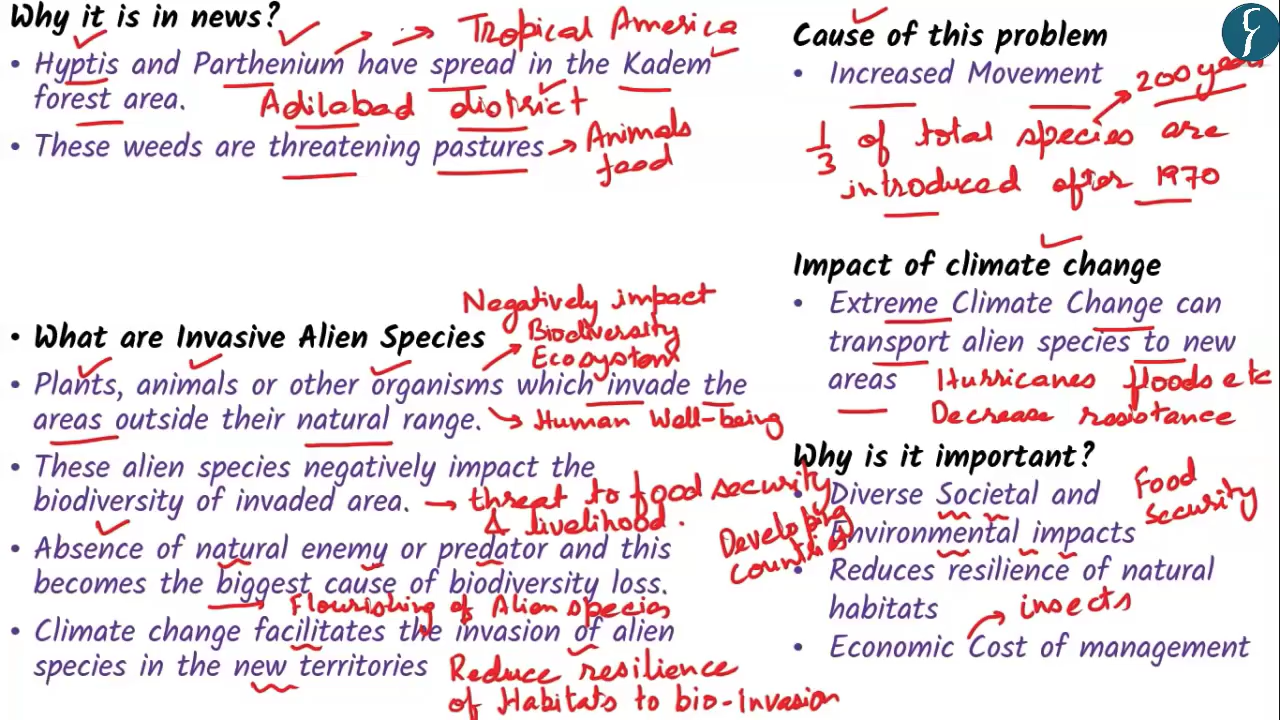 Why it is in news?
Tropical America
• Hyptis and Parthenium have spread in the Kadem
forest area.
Adilabad district
• These weeds are threatening pastures
Animals
food
• What are Invasive Alien Species
Negatively impact
Biodiversity
Ecosystem
• Plants, animals or other organisms which invade the
areas outside their natural range.
Human Well-being
• These alien species negatively impact the
biodiversity of invaded area.
threat to food security
& livelihood.
• Absence of natural enemy or predator and this
becomes the biggest cause of biodiversity loss.
Flourishing of Alien species
• Climate change facilitates the invasion of alien
species in the new territories
Reduce resilience
of Habitats to bio-Invasion
Cause of this problem
• Increased Movement
200 years
1/3 of total species are
introduced after 1970
Impact of climate change
• Extreme Climate Change can
transport alien species to new
areas
Hurricanes floods etc
Decrease resistance
Why is it important?
• Diverse Societal and
Environmental impacts
Food
security
Developing
countries
• Reduces resilience of natural
habitats
insects
• Economic Cost of management